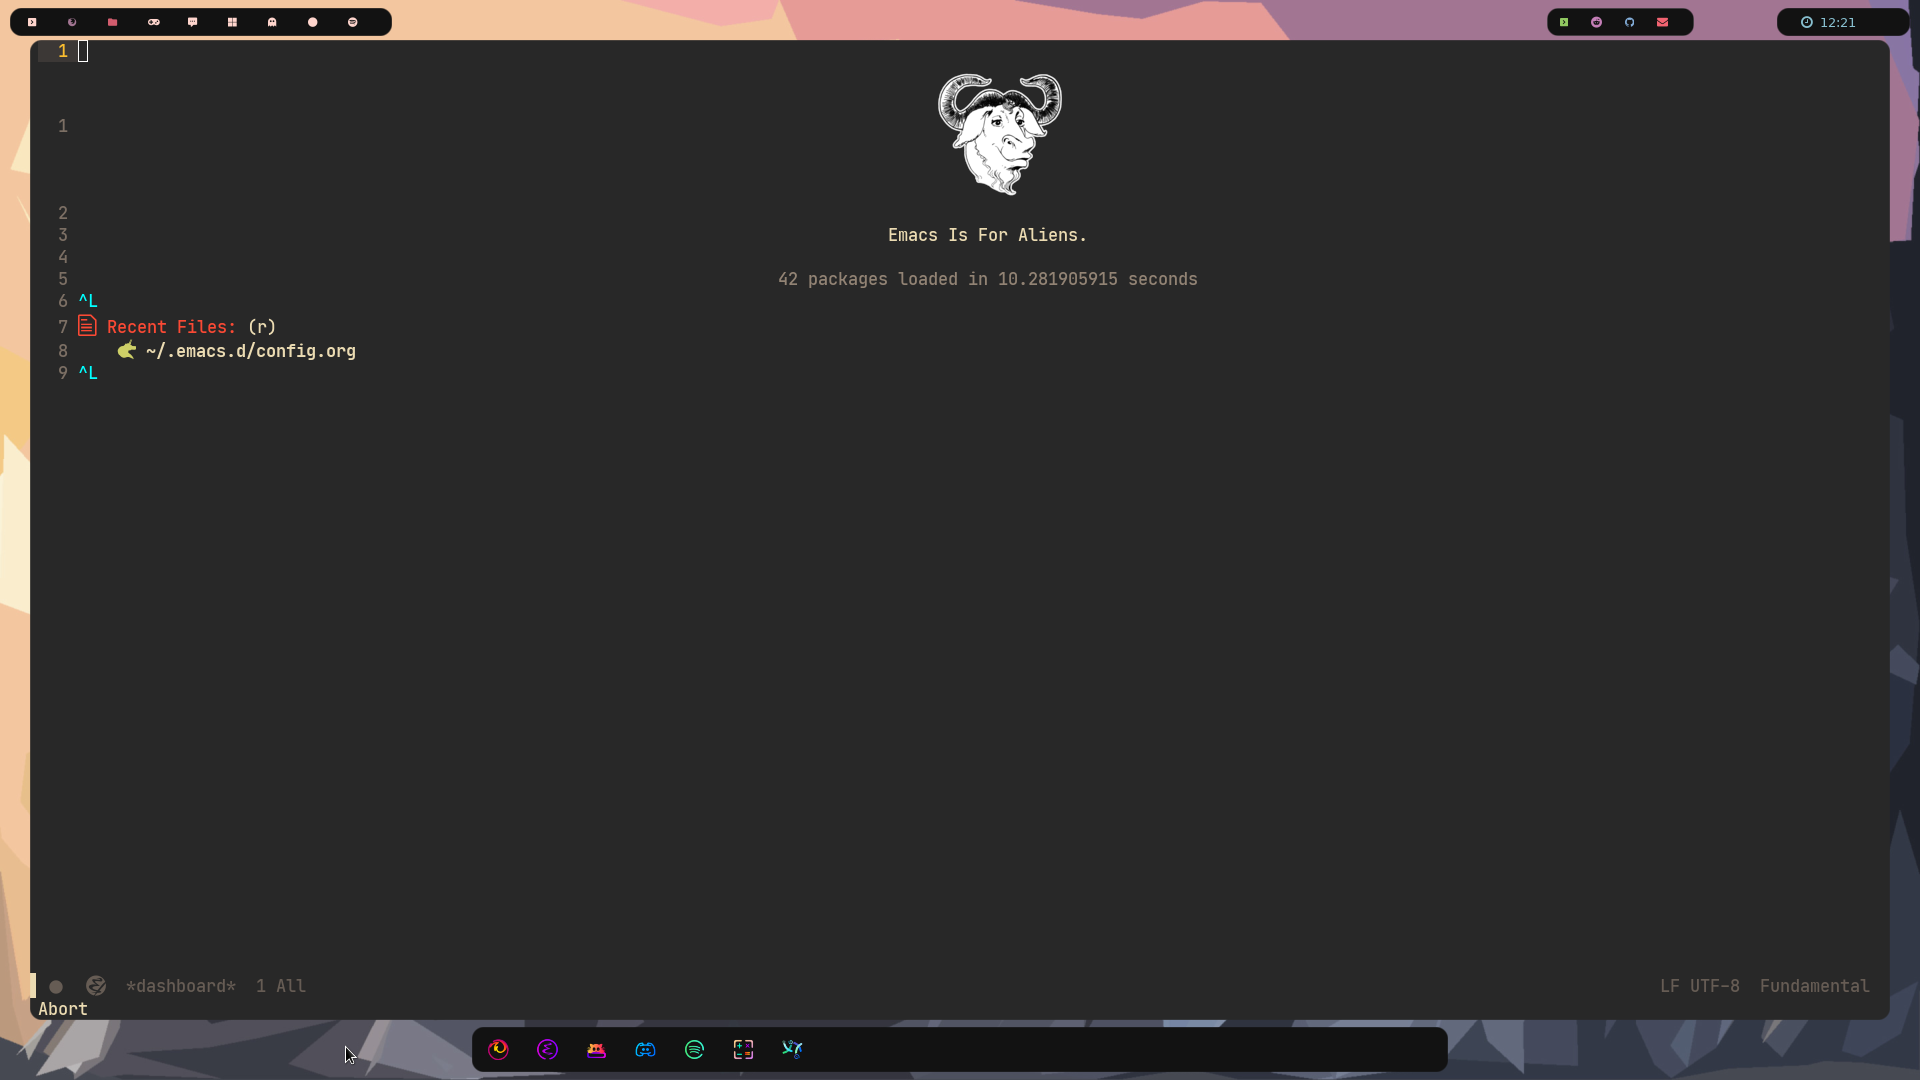 12:21
1
1
2
3 Emacs Is For Aliens.
4
5 42 packages loaded in 10.281905915 seconds
6 ^L
7 Recent Files: (r)
8 ~/.emacs.d/config.org
9 ^L
*dashboard* 1 All LF UTF-8 Fundamental
Abort